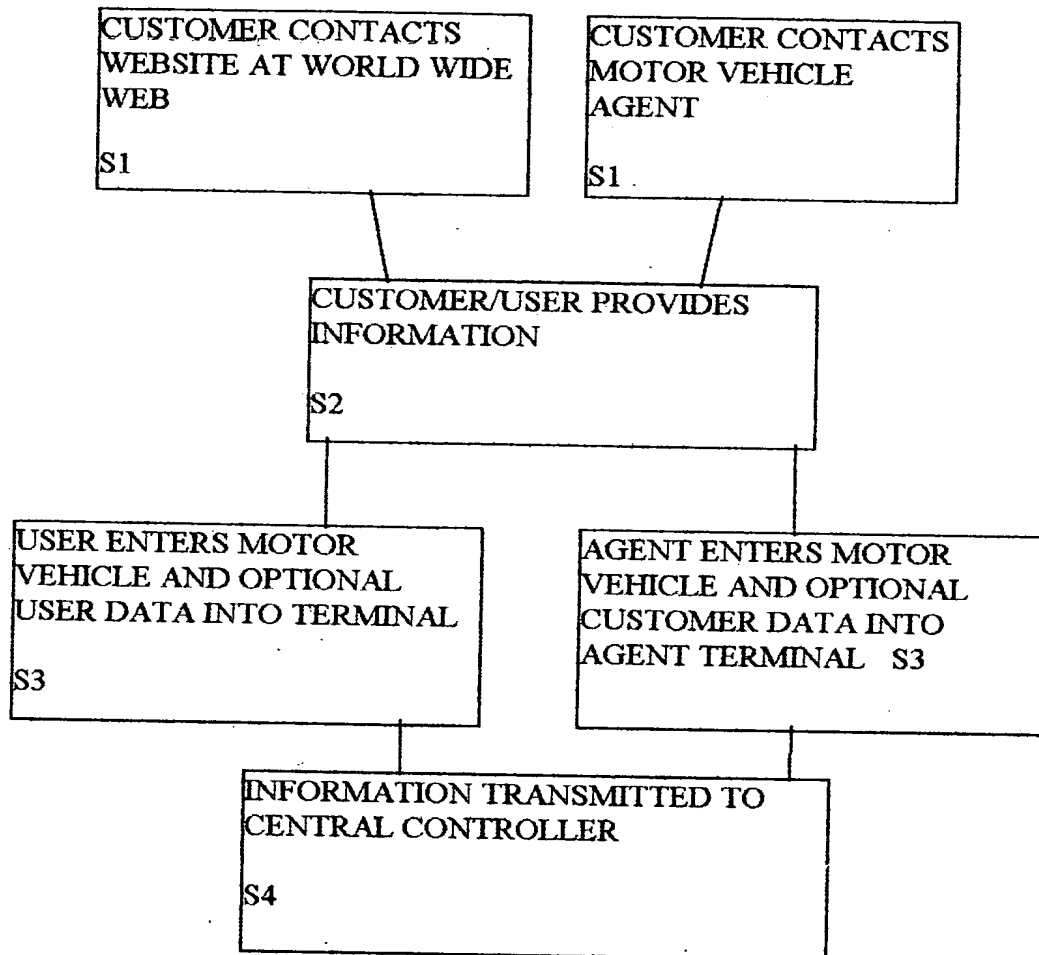 CUSTOMER CONTACTS
WEBSITE AT WORLD WIDE
WEB
S1
CUSTOMER CONTACTS
MOTOR VEHICLE
AGENT
S1
CUSTOMER/USER PROVIDES
INFORMATION
S2
USER ENTERS MOTOR
VEHICLE AND OPTIONAL
USER DATA INTO TERMINAL
S3
AGENT ENTERS MOTOR
VEHICLE AND OPTIONAL
CUSTOMER DATA INTO
AGENT TERMINAL S3
INFORMATION TRANSMITTED TO
CENTRAL CONTROLLER
S4